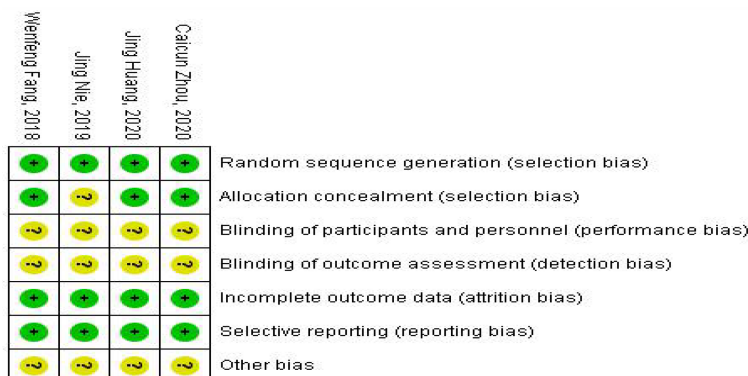 Wenfeng Fang, 2018
Jing Nie, 2019
Jing Huang, 2020
Caicun Zhou, 2020
+ + + + Random sequence generation (selection bias)
+ ? + + Allocation concealment (selection bias)
? ? ? ? Blinding of participants and personnel (performance bias)
? ? ? ? Blinding of outcome assessment (detection bias)
+ + + + Incomplete outcome data (attrition bias)
+ + + + Selective reporting (reporting bias)
? ? ? ? Other bias